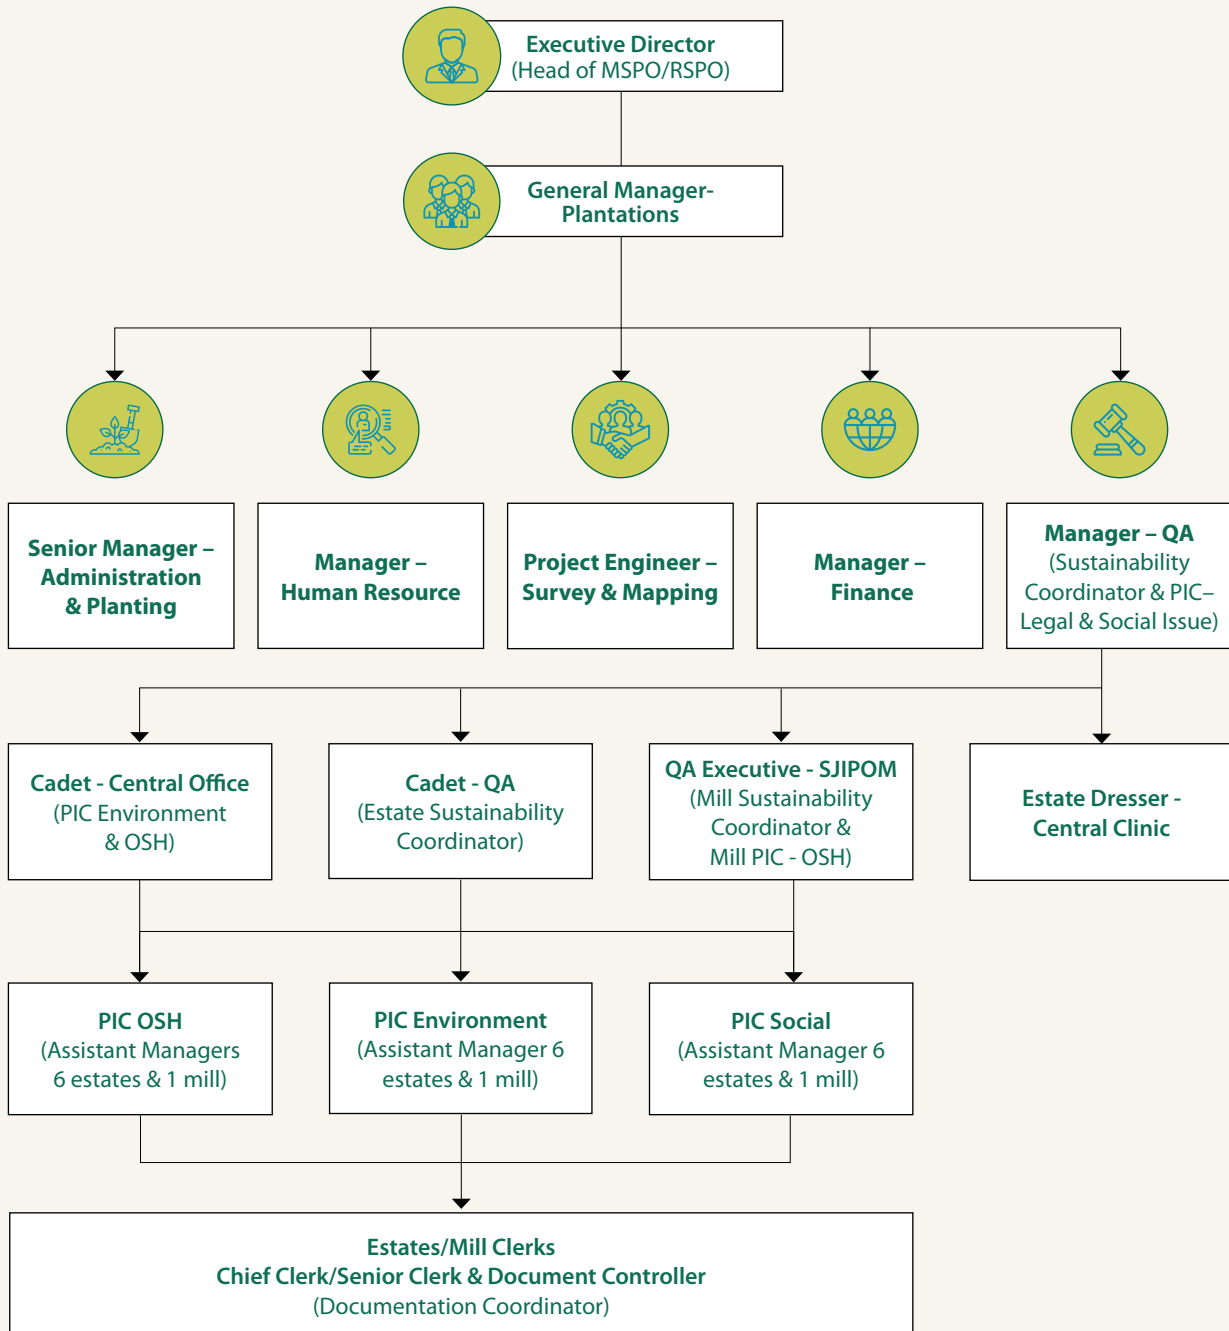 Executive Director
(Head of MSPO/RSPO)
General Manager-
Plantations
Senior Manager –
Administration
& Planting
Manager –
Human Resource
Project Engineer –
Survey & Mapping
Manager –
Finance
Manager – QA
(Sustainability
Coordinator & PIC–
Legal & Social Issue)
Cadet - Central Office
(PIC Environment
& OSH)
Cadet - QA
(Estate Sustainability
Coordinator)
QA Executive - SJIPOM
(Mill Sustainability
Coordinator &
Mill PIC - OSH)
Estate Dresser -
Central Clinic
PIC OSH
(Assistant Managers
6 estates & 1 mill)
PIC Environment
(Assistant Manager 6
estates & 1 mill)
PIC Social
(Assistant Manager 6
estates & 1 mill)
Estates/Mill Clerks
Chief Clerk/Senior Clerk & Document Controller
(Documentation Coordinator)